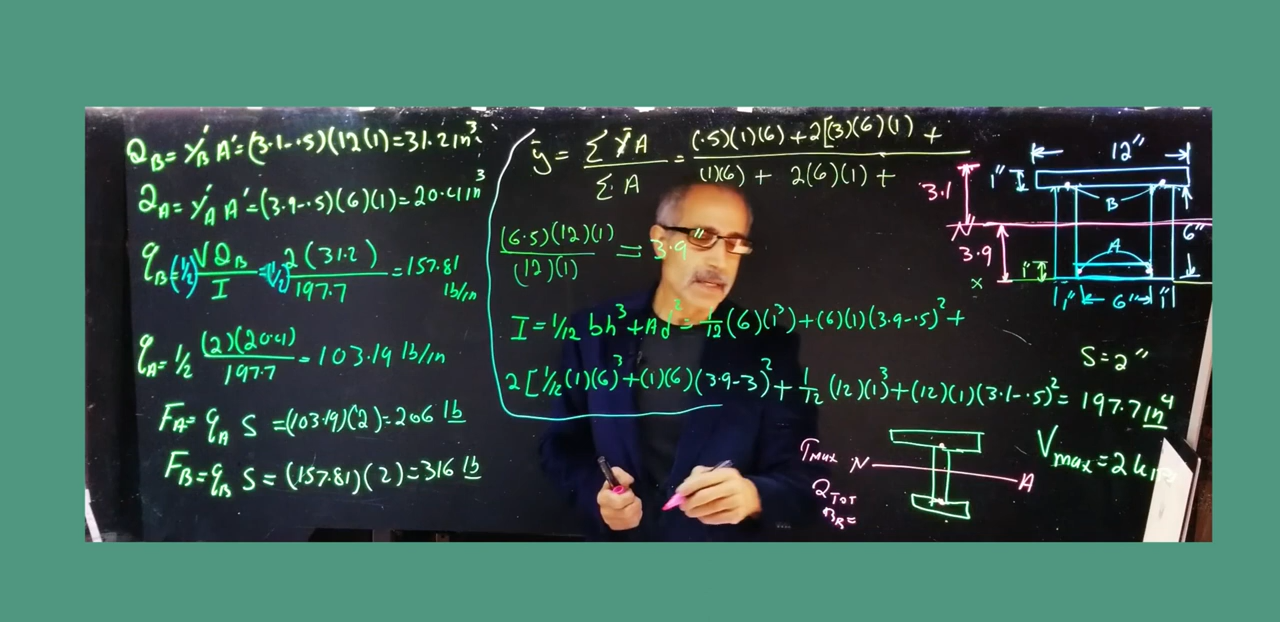 Q_B = y'_B A' = (3.1-.5)(12(1) = 31.2 in³
Q_A = y'_A A' = (3.9-.5)(6)(1) = 20.41 in³
q_B = (1/2) VQ_B / I = 1/2 2(31.2) / 197.7 = 157.81 lb/in
q_A = 1/2 (2)(20.41) / 197.7 = 103.19 lb/in
F_A = q_A S = (103.19)(2) = 206 lb
F_B = q_B S = (157.81)(2) = 316 lb
ȳ = Σ ȳA / Σ A = (.5)(1)(6) + 2[(3)(6)(1) + / (1)(6) + 2(6)(1) +
(6.5)(12)(1) / (12)(1) = 3.9"
I = 1/12 bh³ + Ad² = 1/12 (6)(1³) + (6)(1)(3.9-.5)² +
2[1/12 (1)(6)³ + (1)(6)(3.9-3)² + 1/12 (12)(1)³ + (12)(1)(3.1-.5)² = 197.7 in⁴
12"
1"
3.1
B
N
6"
3.9
A
1"
x
1" 6" 1"
S = 2"
V_max = 2 kips
τ_max N A
Q_TOT